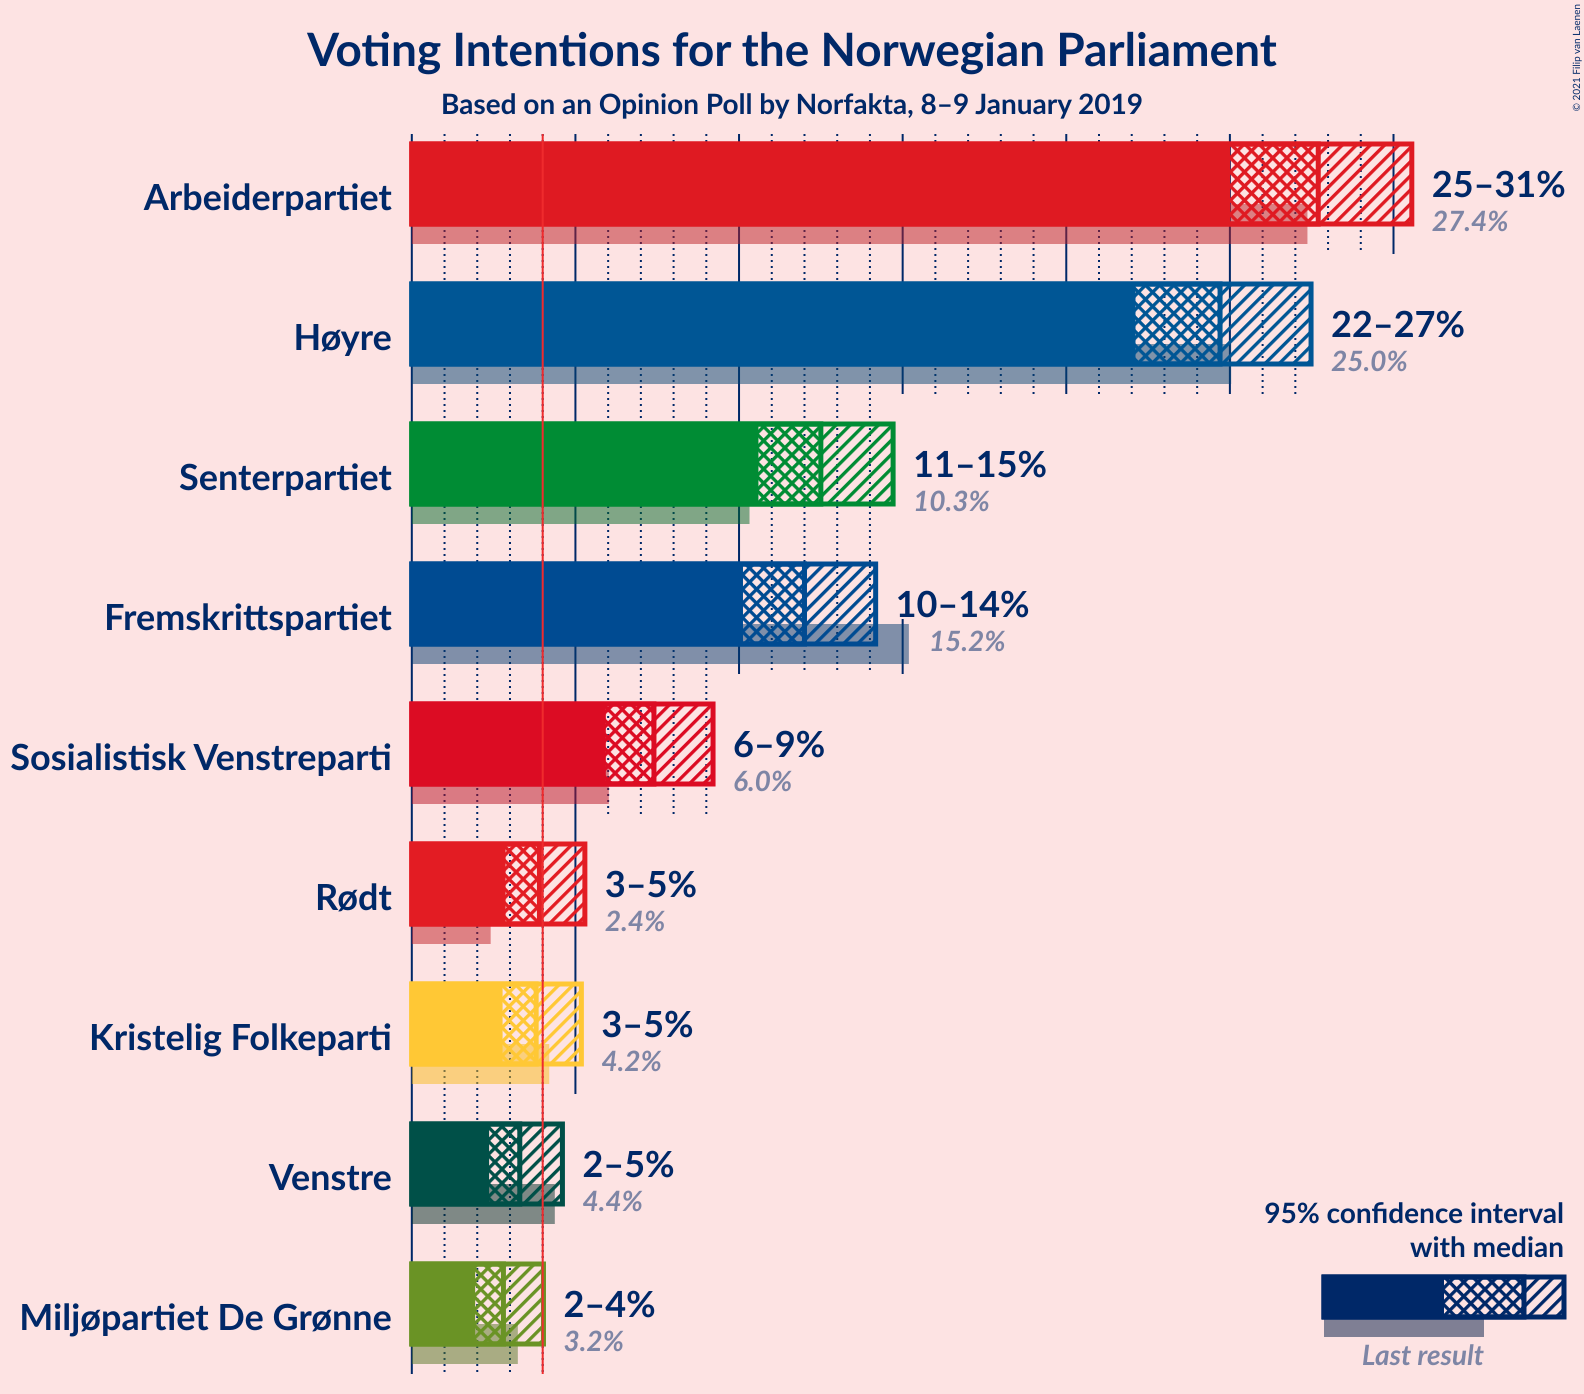 Voting Intentions for the Norwegian Parliament
Based on an Opinion Poll by Norfakta, 8–9 January 2019
© 2021 Filip van Laenen
Arbeiderpartiet
25–31%
27.4%
Høyre
22–27%
25.0%
Senterpartiet
11–15%
10.3%
Fremskrittspartiet
10–14%
15.2%
Sosialistisk Venstreparti
6–9%
6.0%
Rødt
3–5%
2.4%
Kristelig Folkeparti
3–5%
4.2%
Venstre
2–5%
4.4%
Miljøpartiet De Grønne
2–4%
3.2%
95% confidence interval
with median
Last result